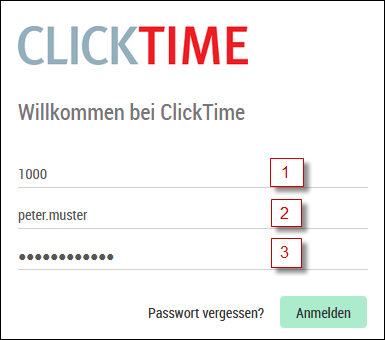 CLICKTIME
Willkommen bei ClickTime
1000 1
peter.muster 2
●●●●●●●●●●●● 3
Passwort vergessen? Anmelden